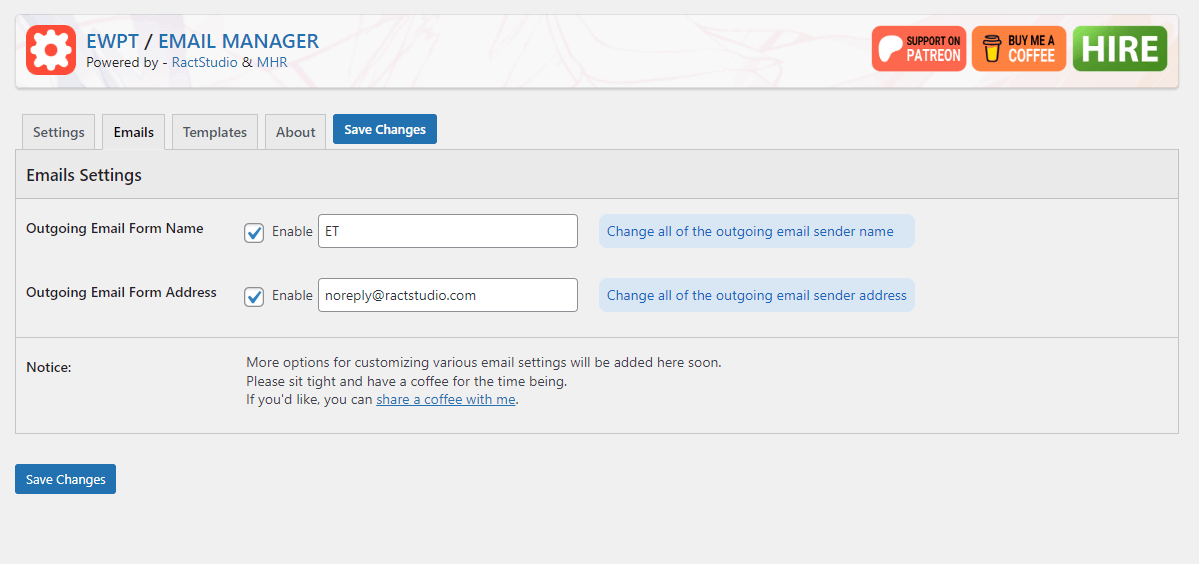 EWPT / EMAIL MANAGER
Powered by - RactStudio & MHR
SUPPORT ON
PATREON
BUY ME A
COFFEE
HIRE
Settings
Emails
Templates
About
Save Changes
Emails Settings
Outgoing Email Form Name
Enable
ET
Change all of the outgoing email sender name
Outgoing Email Form Address
Enable
noreply@ractstudio.com
Change all of the outgoing email sender address
Notice:
More options for customizing various email settings will be added here soon.
Please sit tight and have a coffee for the time being.
If you'd like, you can share a coffee with me.
Save Changes